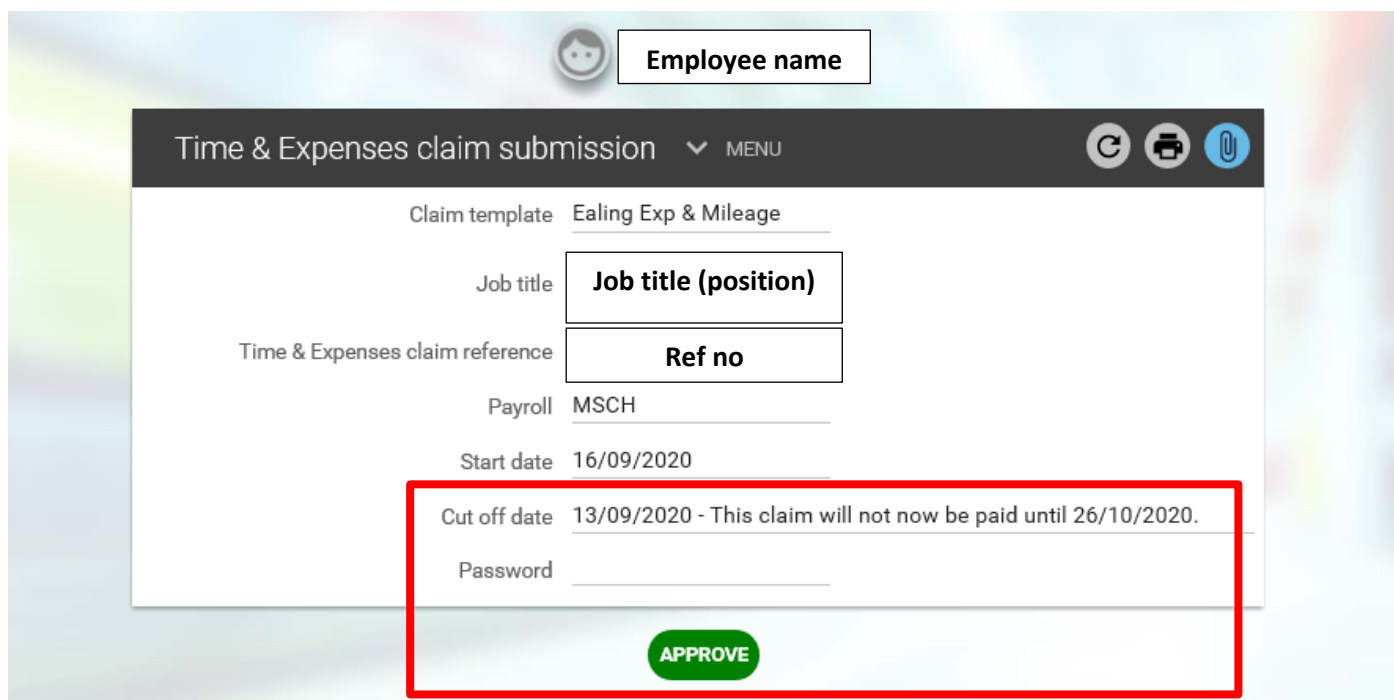 Employee name
Time & Expenses claim submission MENU
Claim template Ealing Exp & Mileage
Job title Job title (position)
Time & Expenses claim reference Ref no
Payroll MSCH
Start date 16/09/2020
Cut off date 13/09/2020 - This claim will not now be paid until 26/10/2020.
Password
APPROVE